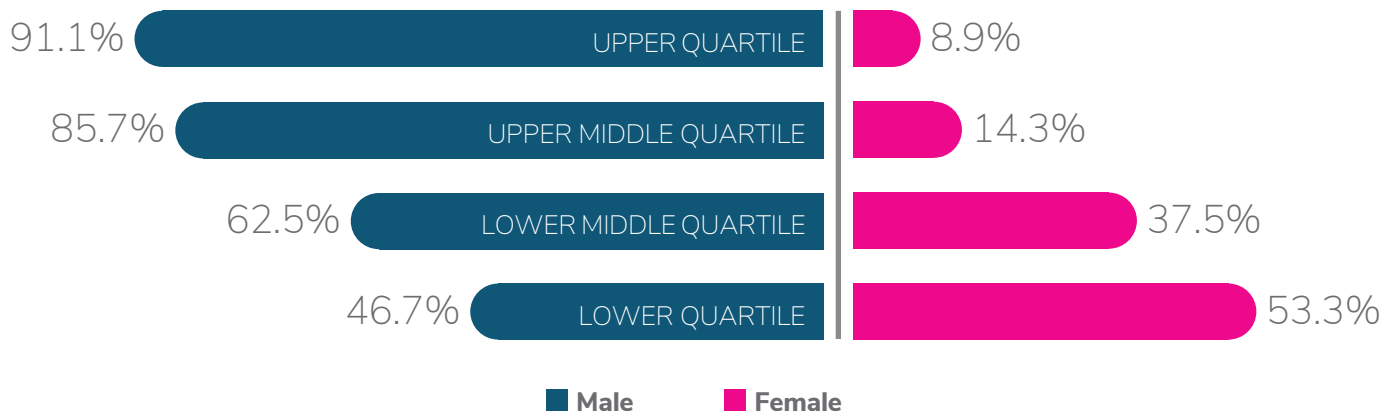 91.1% UPPER QUARTILE 8.9%
85.7% UPPER MIDDLE QUARTILE 14.3%
62.5% LOWER MIDDLE QUARTILE 37.5%
46.7% LOWER QUARTILE 53.3%
Male Female